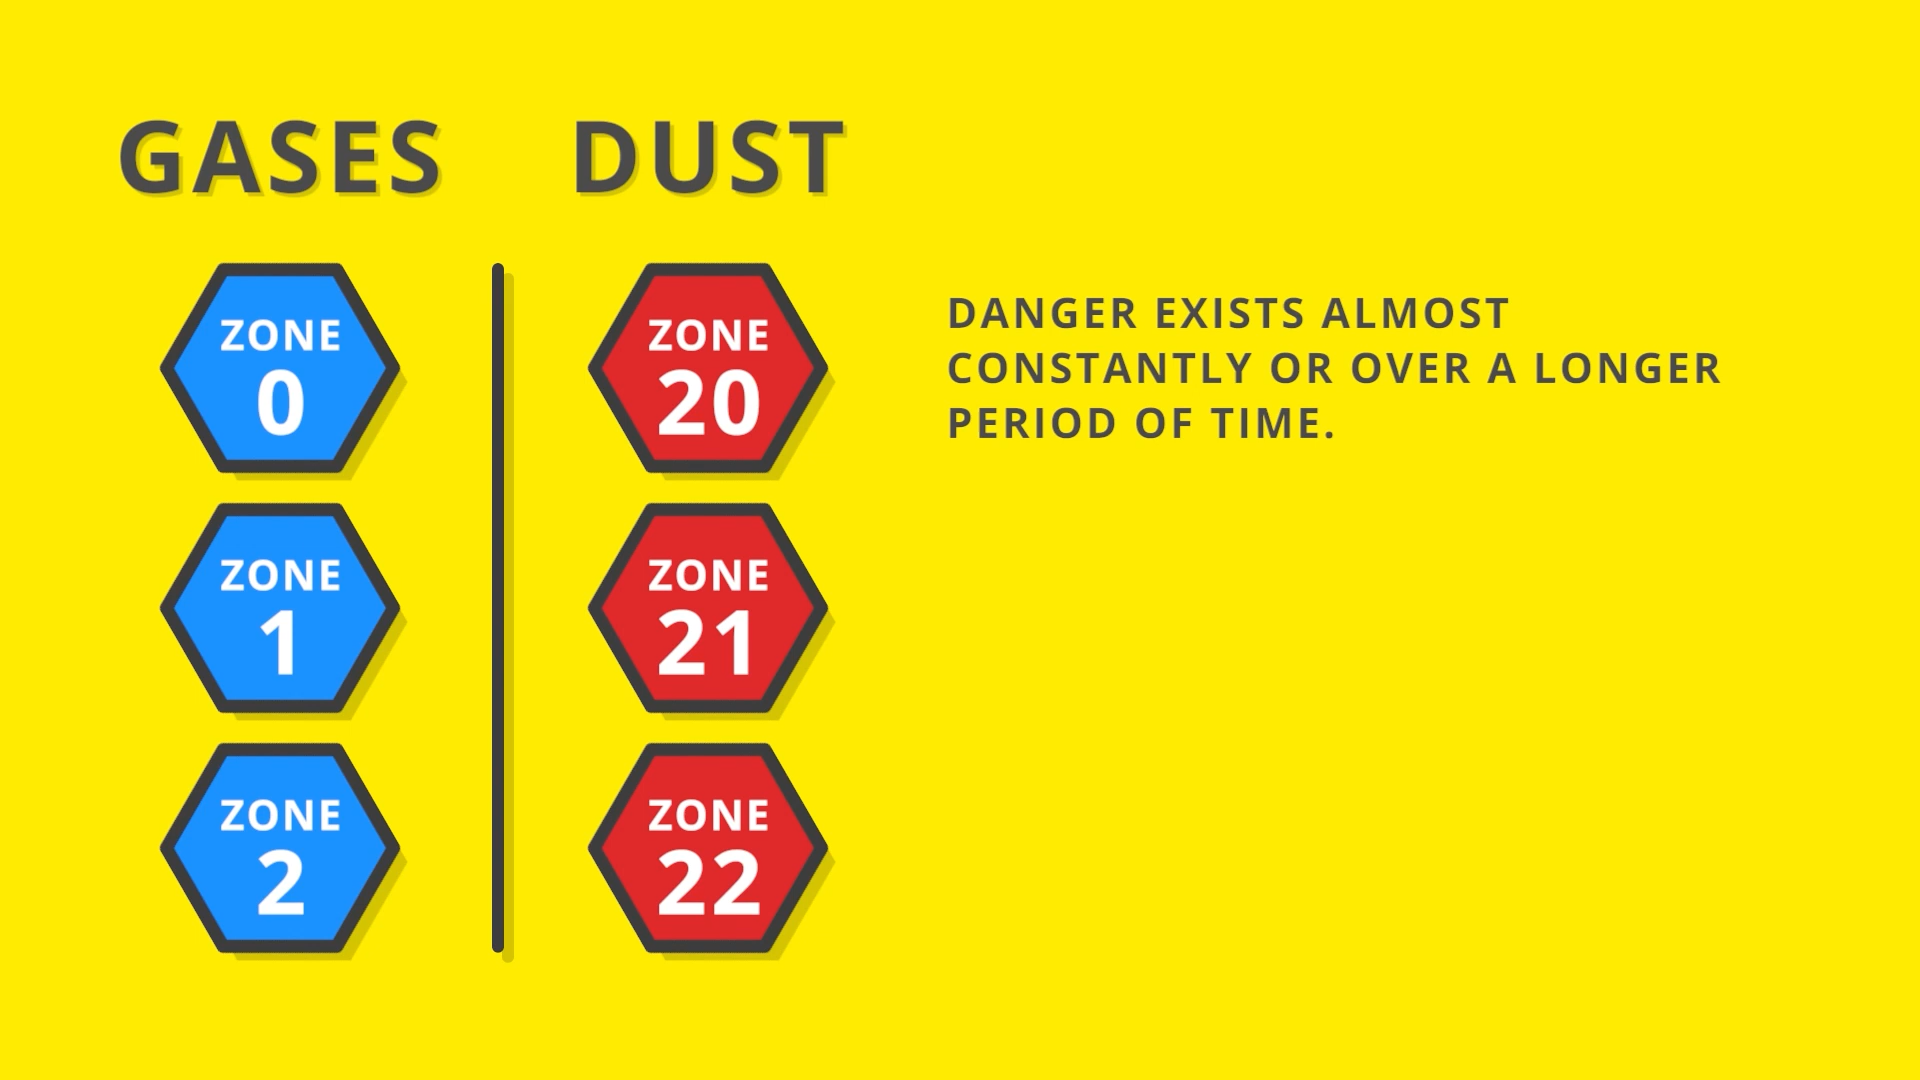 GASES DUST
ZONE
0
ZONE
20
DANGER EXISTS ALMOST
CONSTANTLY OR OVER A LONGER
PERIOD OF TIME.
ZONE
1
ZONE
21
ZONE
2
ZONE
22